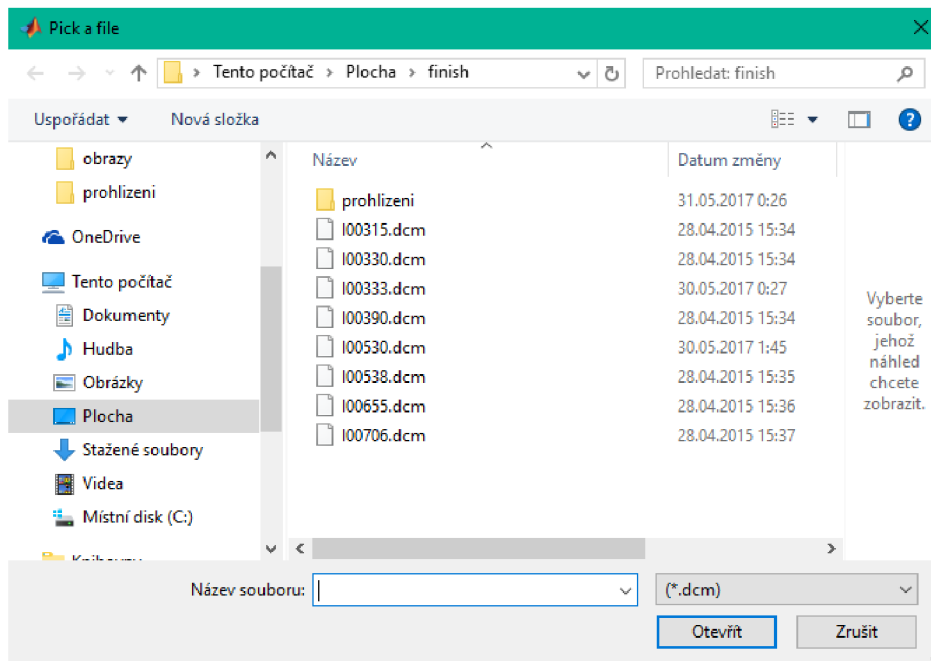 Pick a file
Tento počítač › Plocha › finish
Prohledat: finish
Uspořádat
Nová složka
?
obrazy
prohlizeni
OneDrive
Tento počítač
Dokumenty
Hudba
Obrázky
Plocha
Stažené soubory
Videa
Místní disk (C:)
Název Datum změny
prohlizeni 31.05.2017 0:26
I00315.dcm 28.04.2015 15:34
I00330.dcm 28.04.2015 15:34
I00333.dcm 30.05.2017 0:27
I00390.dcm 28.04.2015 15:34
I00530.dcm 30.05.2017 1:45
I00538.dcm 28.04.2015 15:35
I00655.dcm 28.04.2015 15:36
I00706.dcm 28.04.2015 15:37
Vyberte
soubor,
jehož
náhled
chcete
zobrazit.
Název souboru:
(*.dcm)
Otevřít
Zrušit